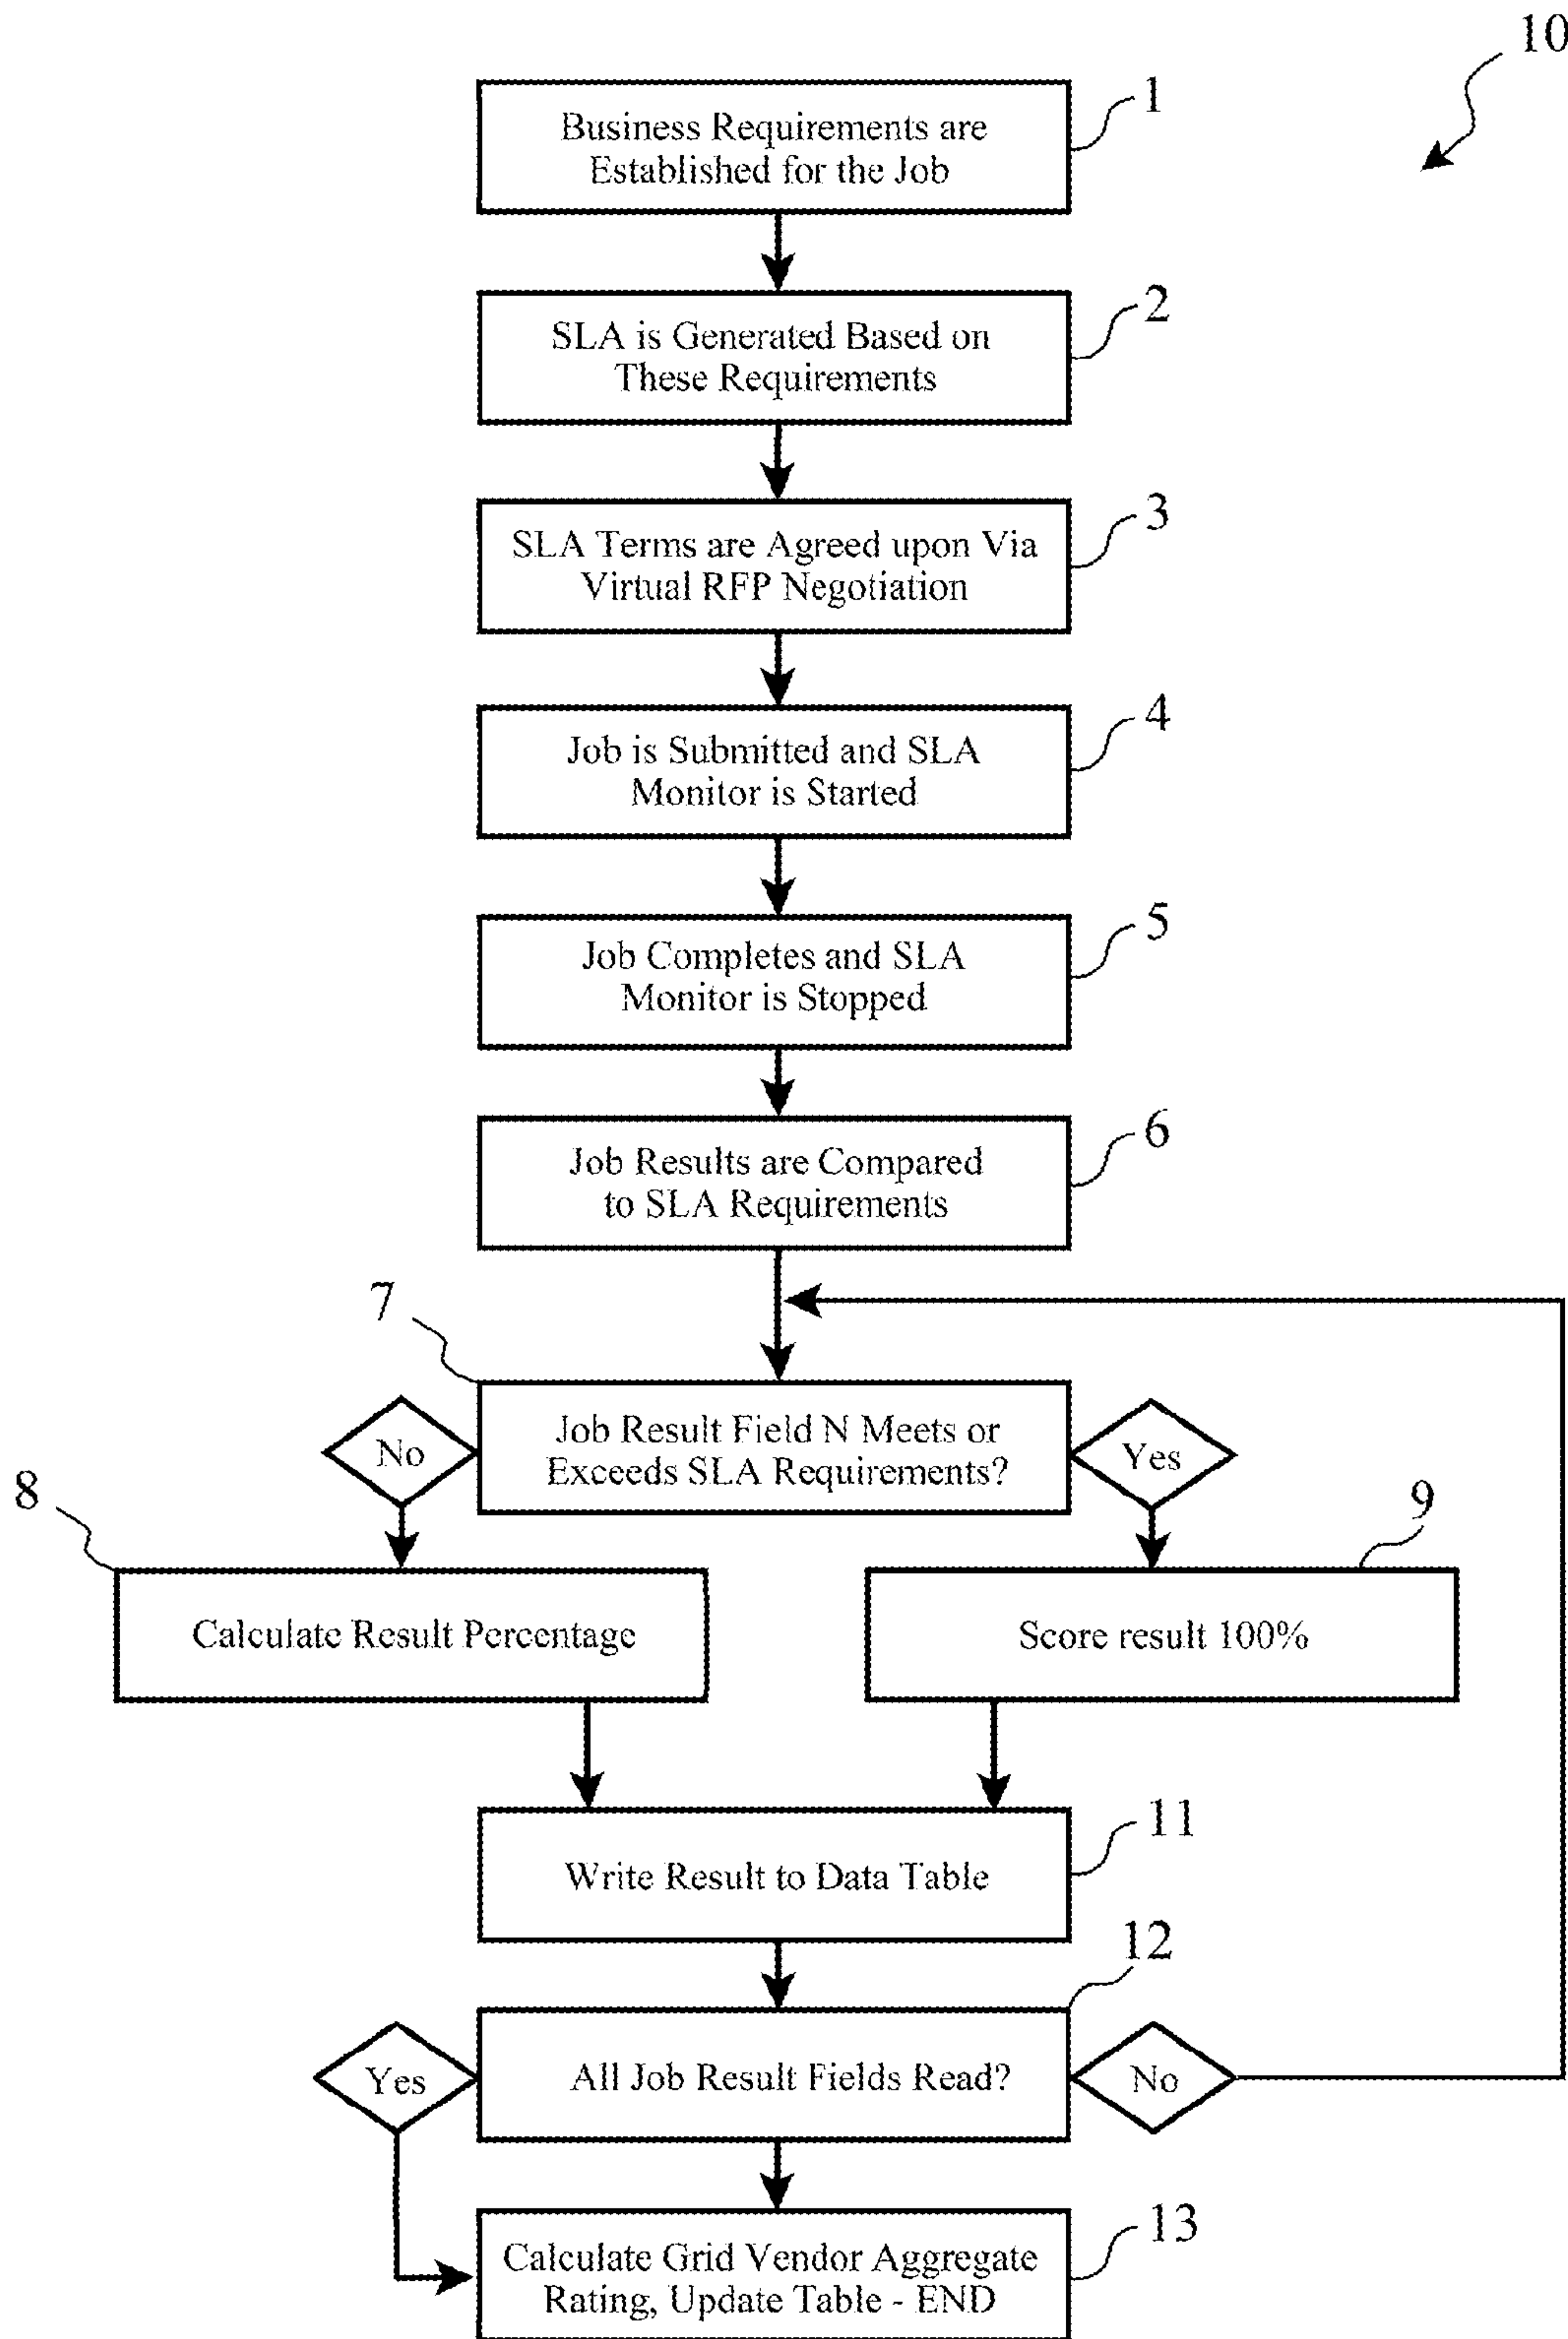 10
1
Business Requirements are
Established for the Job
2
SLA is Generated Based on
These Requirements
3
SLA Terms are Agreed upon Via
Virtual RFP Negotiation
4
Job is Submitted and SLA
Monitor is Started
5
Job Completes and SLA
Monitor is Stopped
6
Job Results are Compared
to SLA Requirements
7
No
Job Result Field N Meets or
Exceeds SLA Requirements?
Yes
8
9
Calculate Result Percentage
Score result 100%
11
Write Result to Data Table
12
Yes
All Job Result Fields Read?
No
13
Calculate Grid Vendor Aggregate
Rating, Update Table - END